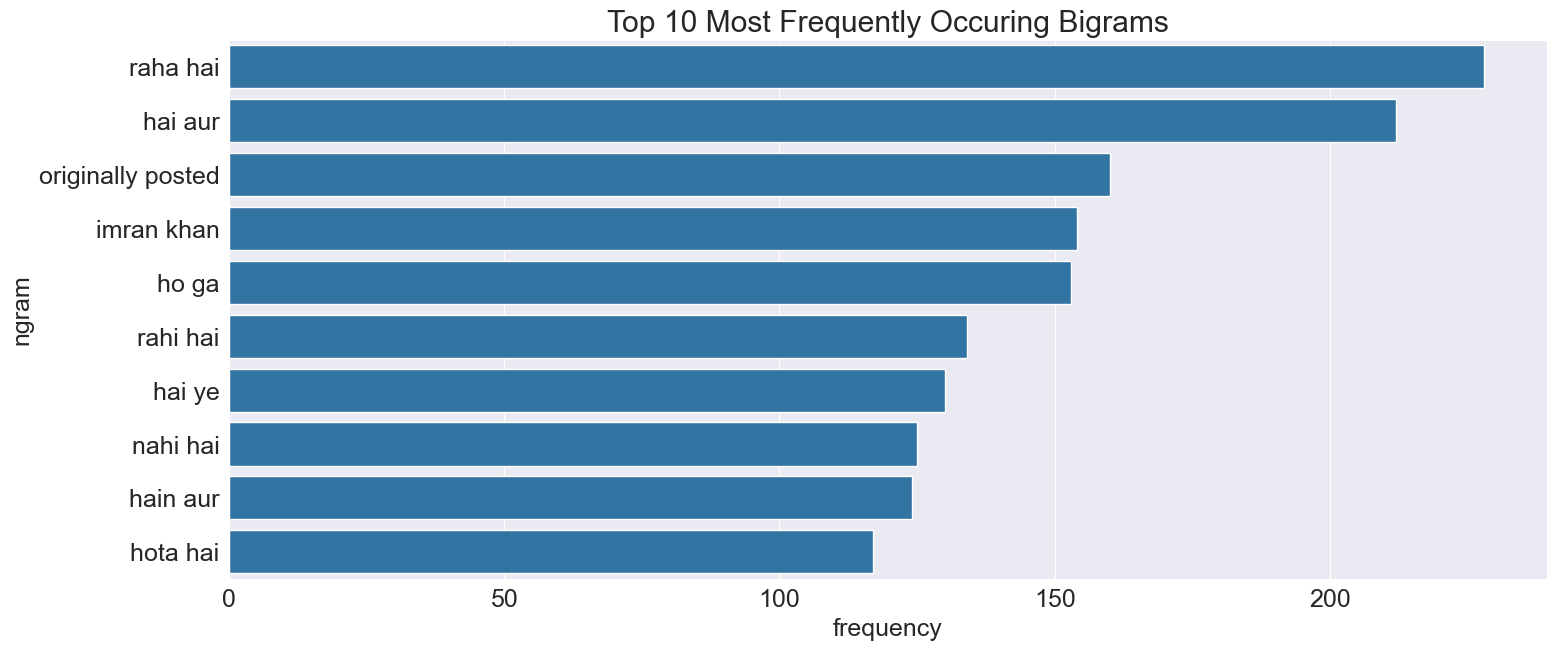 Top 10 Most Frequently Occuring Bigrams
raha hai
hai aur
originally posted
imran khan
ho ga
rahi hai
hai ye
nahi hai
hain aur
hota hai
ngram
0 50 100 150 200
frequency